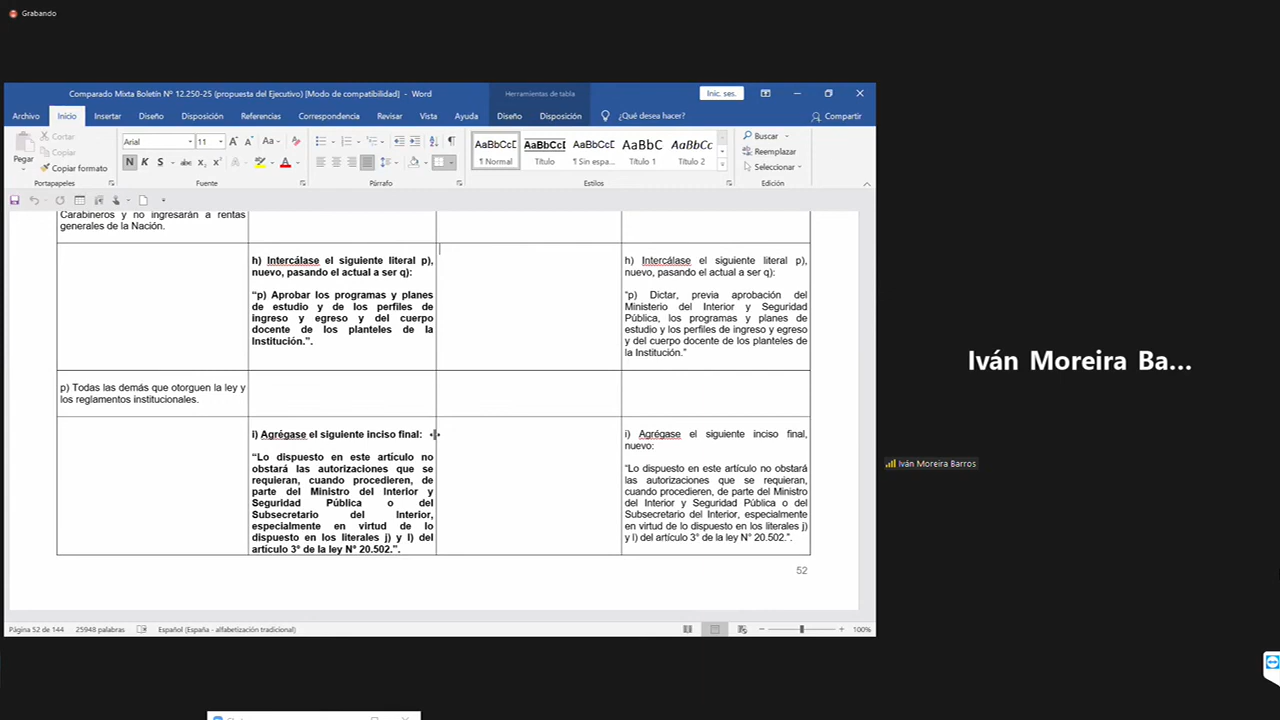 Grabando
Comparado Mixta Boletín Nº 12.250-25 (propuesta del Ejecutivo) [Modo de compatibilidad] - Word
Herramientas de tabla
Inic. ses.
Archivo
Inicio
Insertar
Diseño
Disposición
Referencias
Correspondencia
Revisar
Vista
Ayuda
Diseño
Disposición
¿Qué desea hacer?
Compartir
Pegar
Cortar
Copiar
Copiar formato
Portapapeles
Arial
11
N K S
Fuente
Párrafo
AaBbCcD
¶ Normal
AaBbCcD
Título
AaBbCcD
¶ Sin espa...
AaBbC
Título 1
AaBbCc
Título 2
Estilos
Buscar
Reemplazar
Seleccionar
Edición
Carabineros y no ingresarán a rentas
generales de la Nación.
h) Intercálase el siguiente literal p),
nuevo, pasando el actual a ser q):
“p) Aprobar los programas y planes
de estudio y de los perfiles de
ingreso y egreso y del cuerpo
docente de los planteles de la
Institución.”.
h) Intercálase el siguiente literal p),
nuevo, pasando el actual a ser q):
“p) Dictar, previa aprobación del
Ministerio del Interior y Seguridad
Pública, los programas y planes de
estudio y los perfiles de ingreso y egreso
y del cuerpo docente de los planteles de
la Institución.”
p) Todas las demás que otorguen la ley y
los reglamentos institucionales.
i) Agrégase el siguiente inciso final:
“Lo dispuesto en este artículo no
obstará las autorizaciones que se
requieran, cuando procedieren, de
parte del Ministro del Interior y
Seguridad Pública o del
Subsecretario del Interior,
especialmente en virtud de lo
dispuesto en los literales j) y l) del
artículo 3° de la ley N° 20.502.”.
i) Agrégase el siguiente inciso final,
nuevo:
“Lo dispuesto en este artículo no obstará
las autorizaciones que se requieran,
cuando procedieren, de parte del Ministro
del Interior y Seguridad Pública o del
Subsecretario del Interior, especialmente
en virtud de lo dispuesto en los literales j)
y l) del artículo 3° de la ley N° 20.502.”.
52
Página 52 de 144
25948 palabras
Español (España - alfabetización tradicional)
100%
Iván Moreira Ba...
Iván Moreira Barros